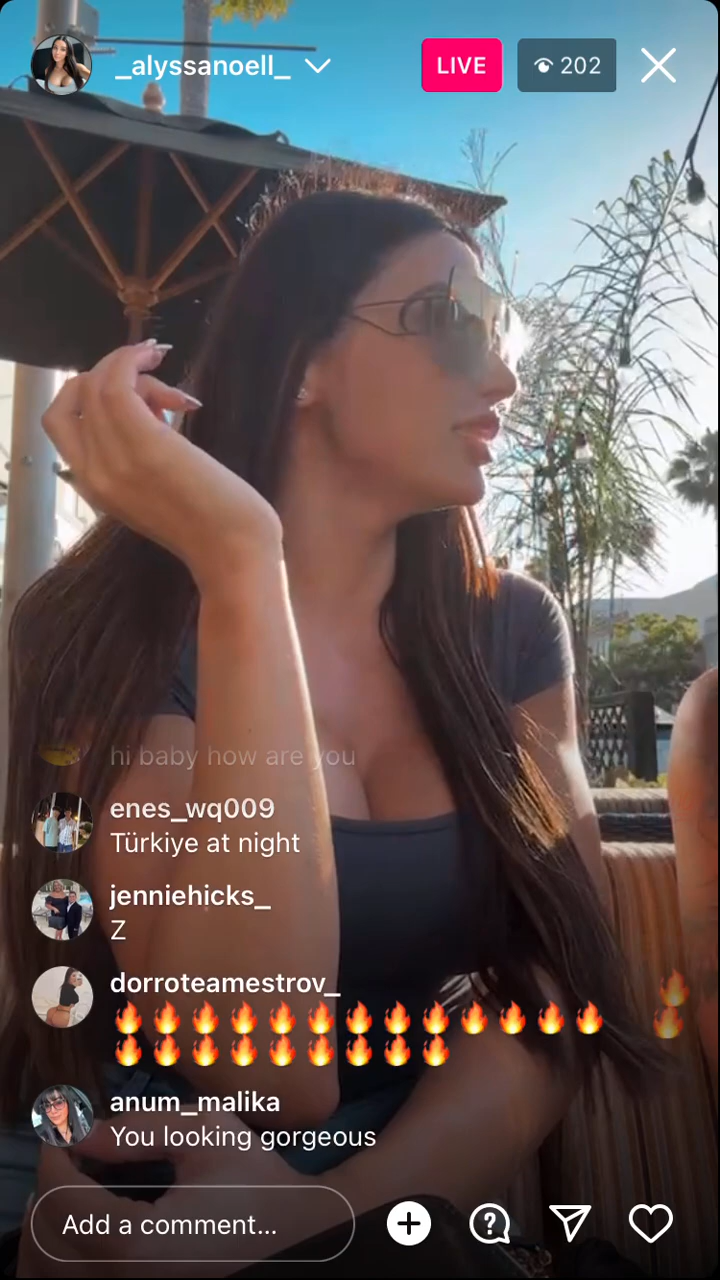 _alyssanoell_
LIVE
202
hi baby how are you
enes_wq009
Türkiye at night
jenniehicks_
Z
dorroteamestrov_
🔥🔥🔥🔥🔥🔥🔥🔥🔥🔥🔥🔥🔥
🔥🔥🔥🔥🔥🔥🔥🔥🔥
anum_malika
You looking gorgeous
Add a comment...